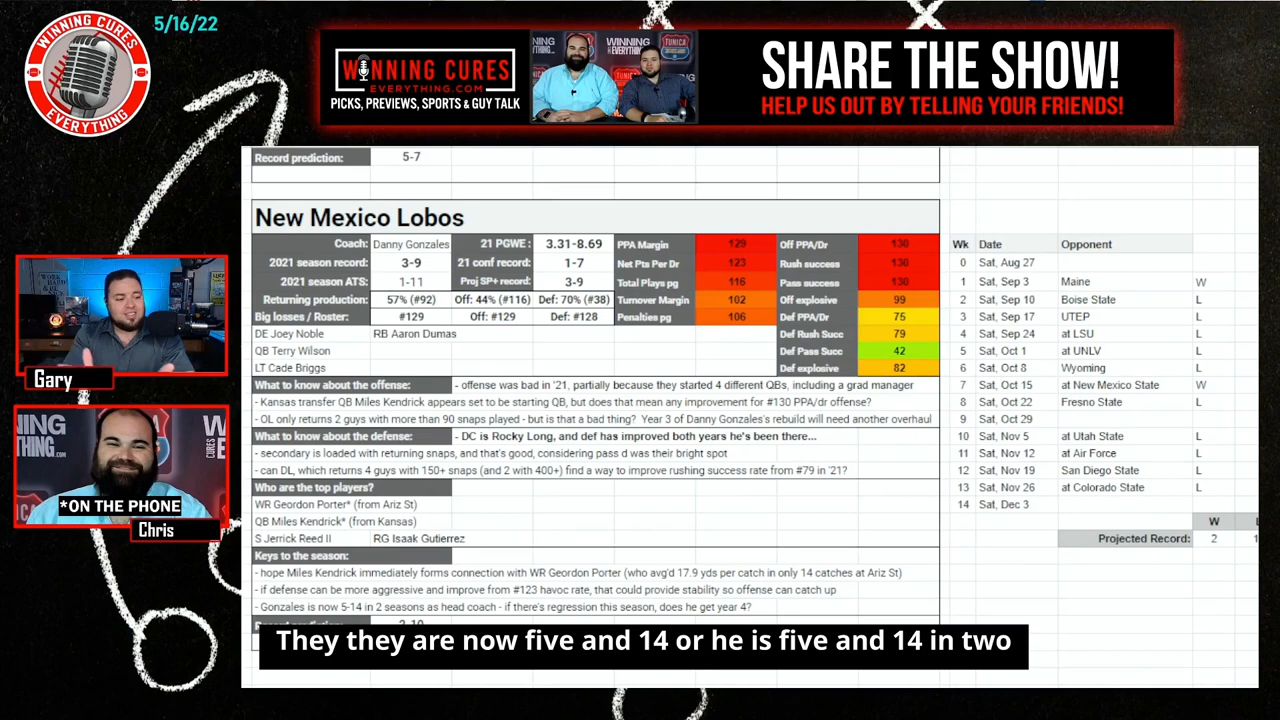 5/16/22
WINNING CURES
EVERYTHING
WINNING CURES
EVERYTHING.COM
PICKS, PREVIEWS, SPORTS & GUY TALK
SHARE THE SHOW!
HELP US OUT BY TELLING YOUR FRIENDS!
Record prediction: 5-7
New Mexico Lobos
Coach: Danny Gonzales 21 PGWE: 3.31-8.69 PPA Margin 129 Off PPA/Dr 130
2021 season record: 3-9 21 conf record: 1-7 Net Pts Per Dr 123 Rush success 130
2021 season ATS: 1-11 Proj SP+ record: 3-9 Total Plays pg 116 Pass success 130
Returning production: 57% (#92) Off: 44% (#116) Def: 70% (#38) Turnover Margin 102 Off explosive 99
Big losses / Roster: #129 Off: #129 Def: #128 Penalties pg 106 Def PPA/Dr 75
DE Joey Noble RB Aaron Dumas Def Rush Succ 79
QB Terry Wilson Def Pass Succ 42
LT Cade Briggs Def explosive 82
What to know about the offense: - offense was bad in '21, partially because they started 4 different QBs, including a grad manager
- Kansas transfer QB Miles Kendrick appears set to be starting QB, but does that mean any improvement for #130 PPA/dr offense?
- OL only returns 2 guys with more than 90 snaps played - but is that a bad thing? Year 3 of Danny Gonzales's rebuild will need another overhaul
What to know about the defense: - DC is Rocky Long, and def has improved both years he's been there...
- secondary is loaded with returning snaps, and that's good, considering pass d was their bright spot
- can DL, which returns 4 guys with 150+ snaps (and 2 with 400+) find a way to improve rushing success rate from #79 in '21?
Who are the top players?
WR Geordon Porter* (from Ariz St)
QB Miles Kendrick* (from Kansas)
S Jerrick Reed II RG Isaak Gutierrez
Keys to the season:
- hope Miles Kendrick immediately forms connection with WR Geordon Porter (who avg'd 17.9 yds per catch in only 14 catches at Ariz St)
- if defense can be more aggressive and improve from #123 havoc rate, that could provide stability so offense can catch up
- Gonzales is now 5-14 in 2 seasons as head coach - if there's regression this season, does he get year 4?
Wk Date Opponent
0 Sat, Aug 27
1 Sat, Sep 3 Maine W
2 Sat, Sep 10 Boise State L
3 Sat, Sep 17 UTEP L
4 Sat, Sep 24 at LSU L
5 Sat, Oct 1 at UNLV L
6 Sat, Oct 8 Wyoming L
7 Sat, Oct 15 at New Mexico State W
8 Sat, Oct 22 Fresno State L
9 Sat, Oct 29
10 Sat, Nov 5 at Utah State L
11 Sat, Nov 12 at Air Force L
12 Sat, Nov 19 San Diego State L
13 Sat, Nov 26 at Colorado State L
14 Sat, Dec 3
W
Projected Record: 2
Gary
*ON THE PHONE
Chris
They they are now five and 14 or he is five and 14 in two